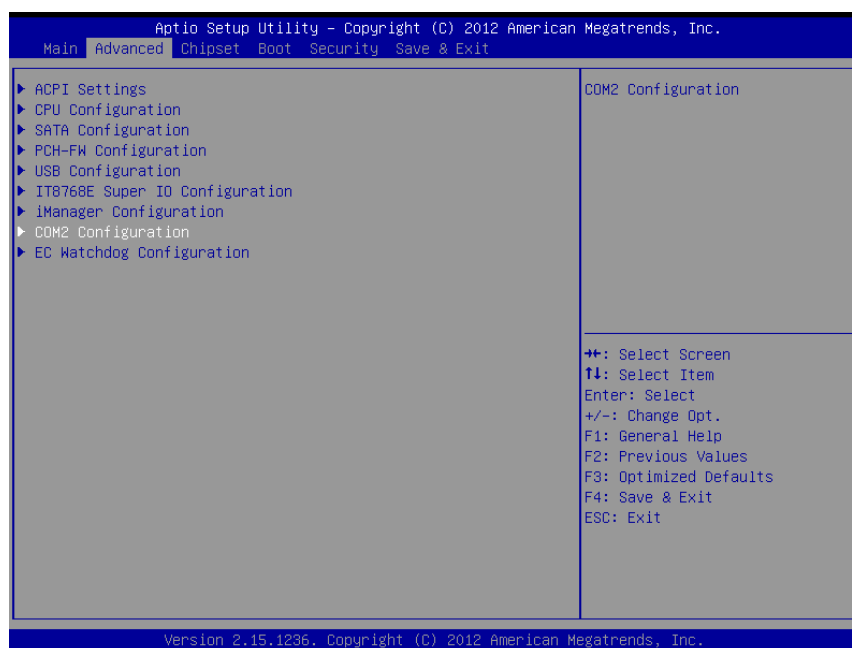 Aptio Setup Utility – Copyright (C) 2012 American Megatrends, Inc.
Main Advanced Chipset Boot Security Save & Exit
ACPI Settings
CPU Configuration
SATA Configuration
PCH-FW Configuration
USB Configuration
IT8768E Super IO Configuration
iManager Configuration
COM2 Configuration
EC Watchdog Configuration
COM2 Configuration
→←: Select Screen
↑↓: Select Item
Enter: Select
+/-: Change Opt.
F1: General Help
F2: Previous Values
F3: Optimized Defaults
F4: Save & Exit
ESC: Exit
Version 2.15.1236. Copyright (C) 2012 American Megatrends, Inc.